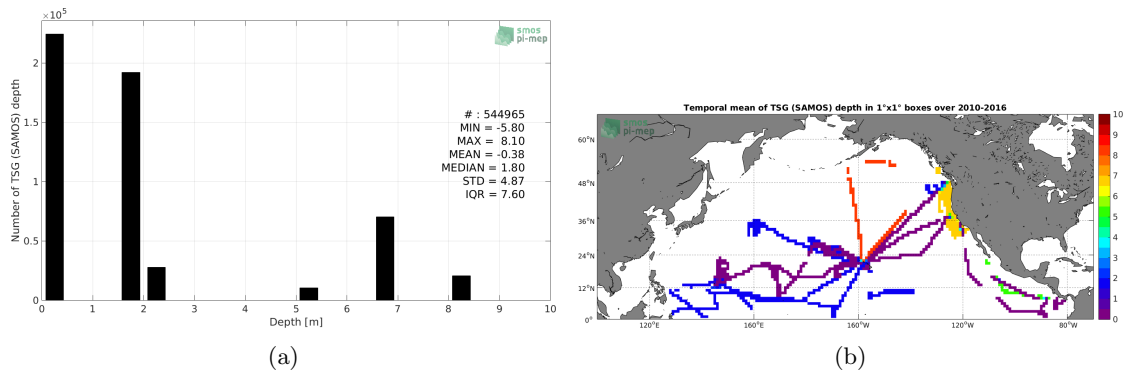 ×10⁵
2
1.5
1
0.5
0
0 1 2 3 4 5 6 7 8 9 10
Number of TSG (SAMOS) depth
Depth [m]
smos
pi-mep
# : 544965
MIN = -5.80
MAX = 8.10
MEAN = -0.38
MEDIAN = 1.80
STD = 4.87
IQR = 7.60
(a)
Temporal mean of TSG (SAMOS) depth in 1°x1° boxes over 2010-2016
smos
pi-mep
60°N
48°N
36°N
24°N
12°N
0°
120°E 160°E 160°W 120°W 80°W
10
9
8
7
6
5
4
3
2
1
0
(b)